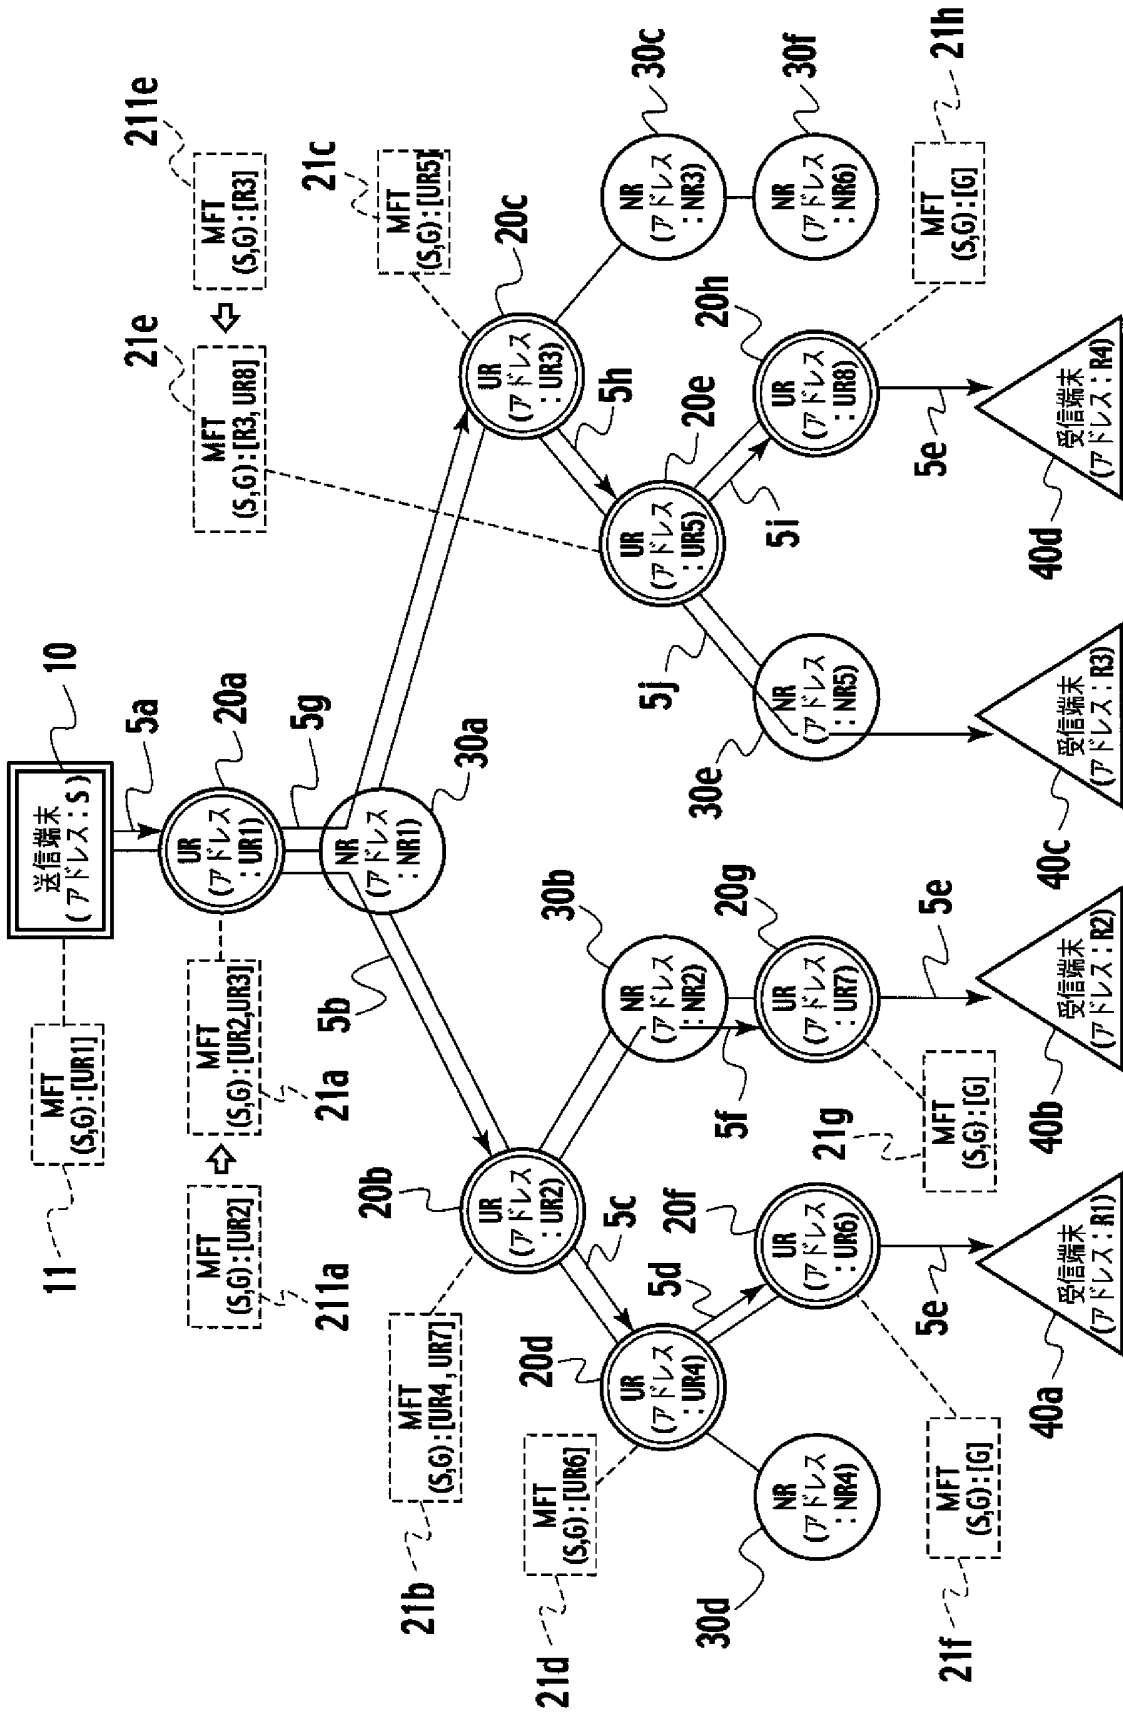 10
送信端末
(アドレス:S)
11
MFT
(S,G):[UR1]
5a
20a
UR
(アドレス
:UR1)
211a
MFT
(S,G):[UR2]
MFT
(S,G):[UR2,UR3]
21a
5g
5b
30a
NR
(アドレス
:NR1)
21e
MFT
(S,G):[R3,UR8]
211e
MFT
(S,G):[R3]
20b
UR
(アドレス
:UR2)
21b
MFT
(S,G):[UR4,UR7]
20c
UR
(アドレス
:UR3)
21c
MFT
(S,G):[UR5]
5c
5h
20d
UR
(アドレス
:UR4)
21d
MFT
(S,G):[UR6]
30b
NR
(アドレス
:NR2)
20e
UR
(アドレス
:UR5)
30c
NR
(アドレス
:NR3)
5d
5f
5j
5i
30d
NR
(アドレス
:NR4)
20f
UR
(アドレス
:UR6)
20g
UR
(アドレス
:UR7)
30e
NR
(アドレス
:NR5)
20h
UR
(アドレス
:UR8)
30f
NR
(アドレス
:NR6)
21f
MFT
(S,G):[G]
21g
MFT
(S,G):[G]
21h
MFT
(S,G):[G]
5e
5e
5e
40a
受信端末
(アドレス:R1)
40b
受信端末
(アドレス:R2)
40c
受信端末
(アドレス:R3)
40d
受信端末
(アドレス:R4)